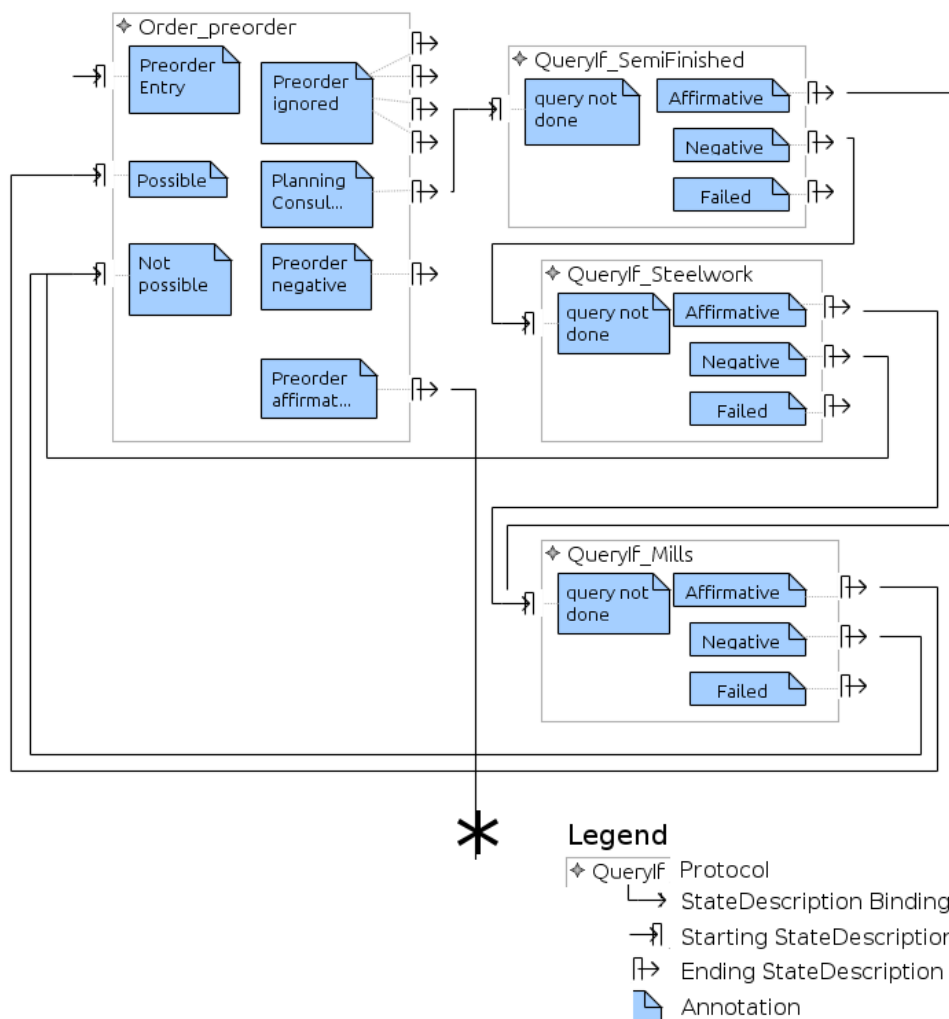 Order_preorder
Preorder
Entry
Preorder
ignored
Possible
Planning
Consul...
Not
possible
Preorder
negative
Preorder
affirmat...
QueryIf_SemiFinished
query not
done
Affirmative
Negative
Failed
QueryIf_Steelwork
query not
done
Affirmative
Negative
Failed
QueryIf_Mills
query not
done
Affirmative
Negative
Failed
Legend
QueryIf Protocol
StateDescription Binding
Starting StateDescription
Ending StateDescription
Annotation